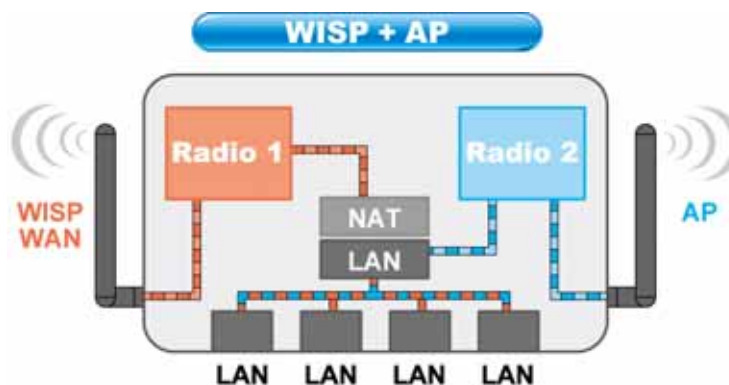 WISP + AP
Radio 1
Radio 2
WISP
WAN
NAT
AP
LAN
LAN LAN LAN LAN